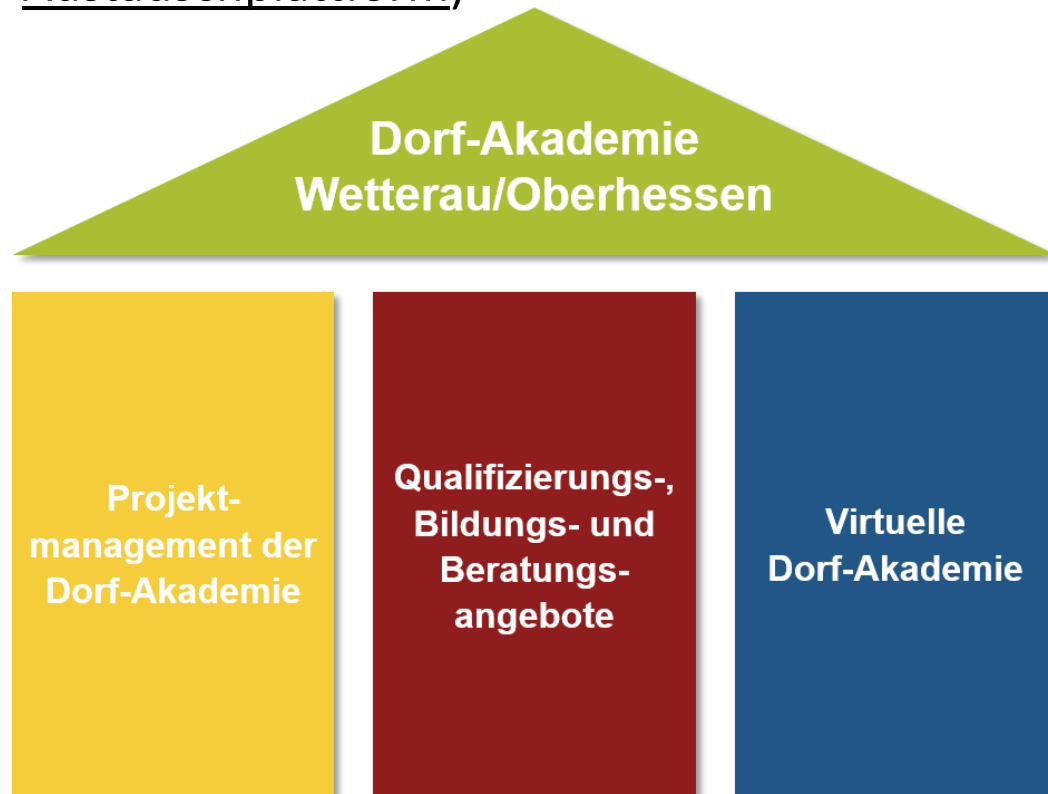 Dorf-Akademie
Wetterau/Oberhessen
Projekt-
management der
Dorf-Akademie
Qualifizierungs-,
Bildungs- und
Beratungs-
angebote
Virtuelle
Dorf-Akademie